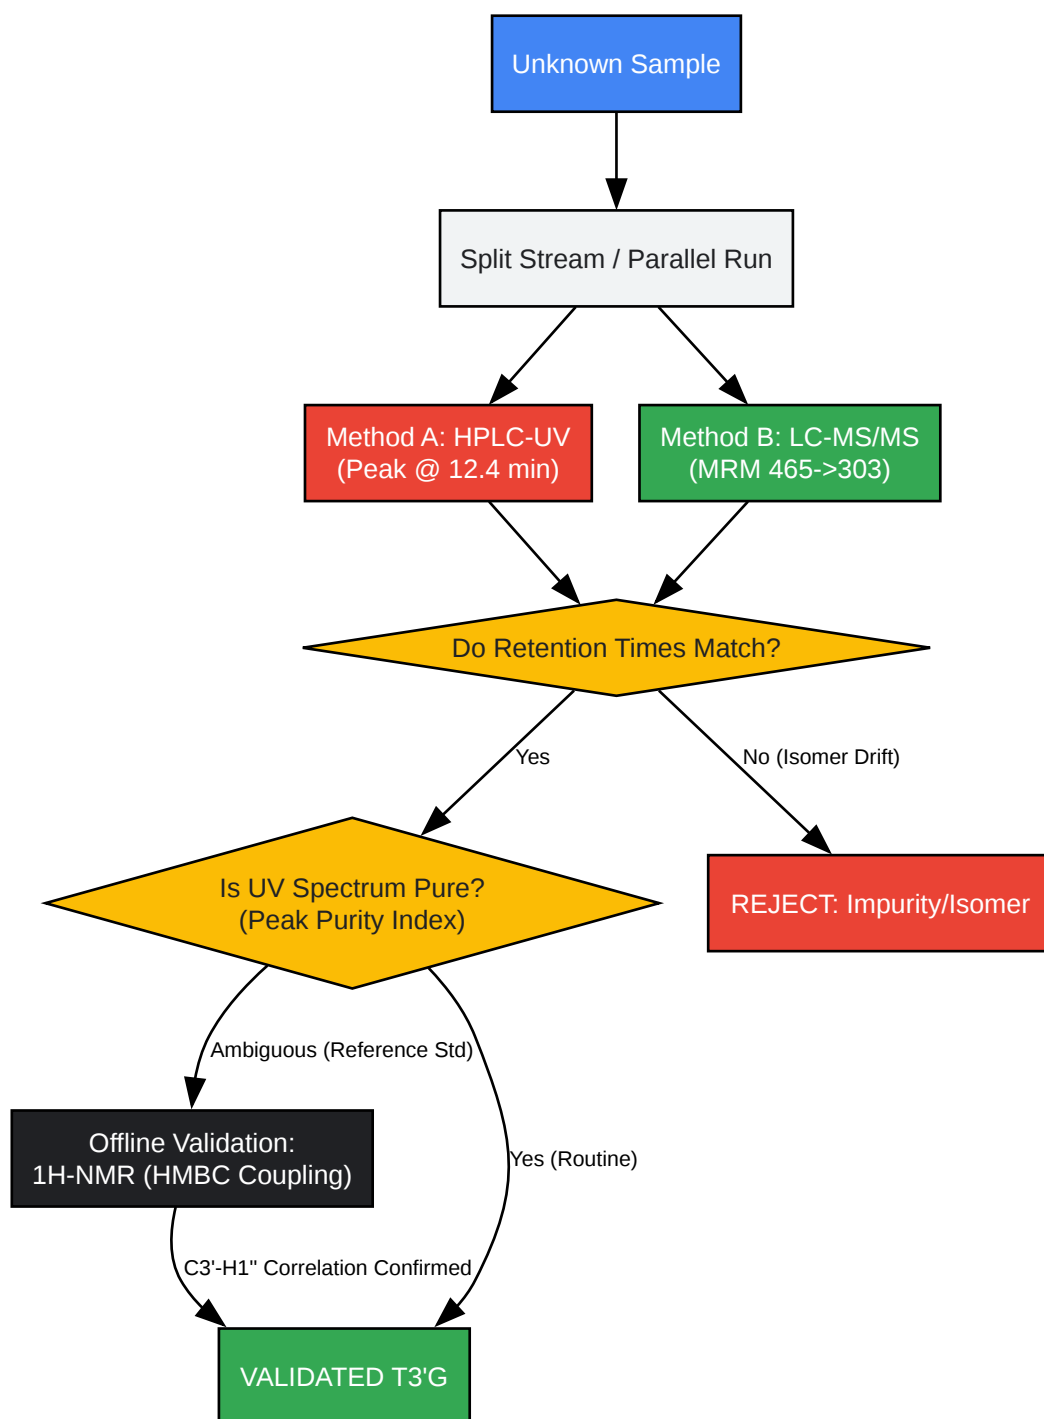 Unknown Sample
Split Stream / Parallel Run
Method A: HPLC-UV
(Peak @ 12.4 min)
Method B: LC-MS/MS
(MRM 465->303)
Do Retention Times Match?
Yes
No (Isomer Drift)
Is UV Spectrum Pure?
(Peak Purity Index)
REJECT: Impurity/Isomer
Ambiguous (Reference Std)
Offline Validation:
1H-NMR (HMBC Coupling)
Yes (Routine)
C3'-H1'' Correlation Confirmed
VALIDATED T3'G